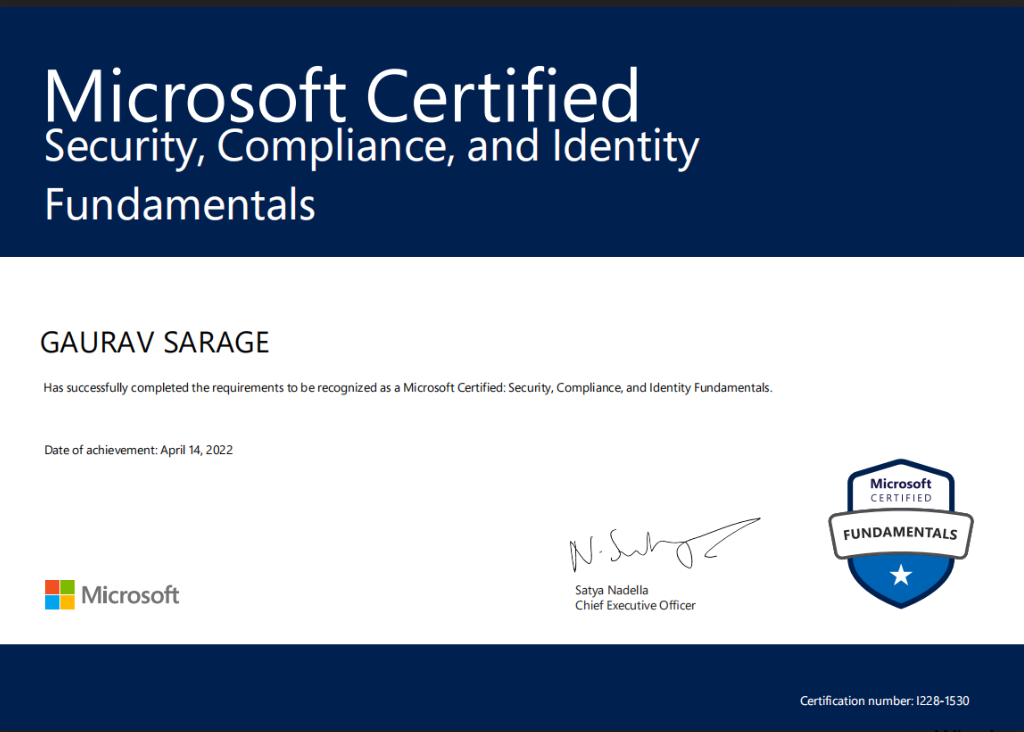 Microsoft Certified
Security, Compliance, and Identity
Fundamentals
GAURAV SARAGE
Has successfully completed the requirements to be recognized as a Microsoft Certified: Security, Compliance, and Identity Fundamentals.
Date of achievement: April 14, 2022
Microsoft
CERTIFIED
FUNDAMENTALS
Satya Nadella
Chief Executive Officer
Microsoft
Certification number: I228-1530